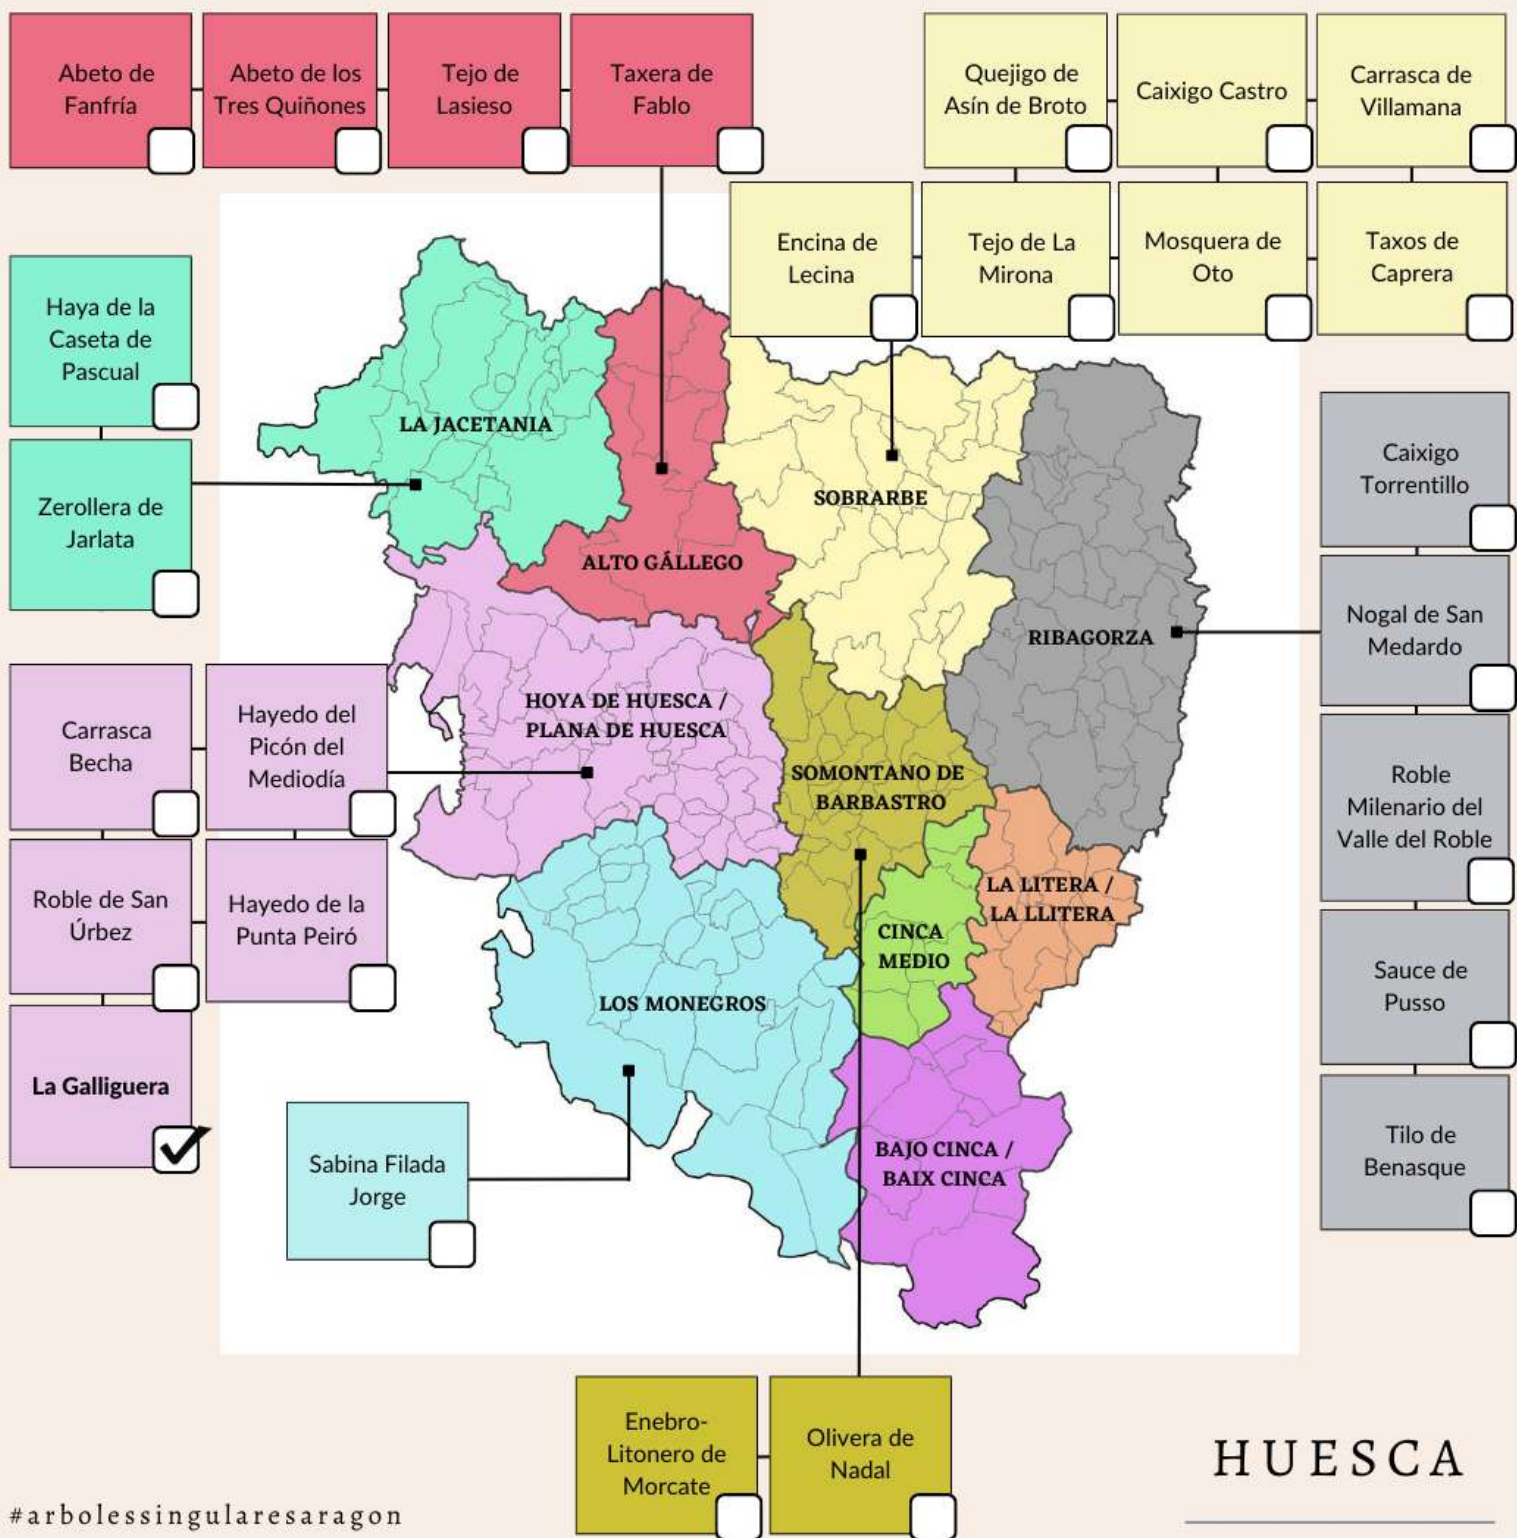 Abeto de
Fanfría
Abeto de los
Tres Quiñones
Tejo de
Lasieso
Taxera de
Fablo
Quejigo de
Asín de Broto
Caixigo Castro
Carrasca de
Villamana
Encina de
Lecina
Tejo de La
Mirona
Mosquera de
Oto
Taxos de
Caprera
Haya de la
Caseta de
Pascual
Zerollera de
Jarlata
LA JACETANIA
ALTO GÁLLEGO
SOBRARBE
RIBAGORZA
Caixigo
Torrentillo
Nogal de San
Medardo
Roble
Milenario del
Valle del Roble
Sauce de
Pusso
Tilo de
Benasque
Carrasca
Becha
Hayedo del
Picón del
Mediodía
Roble de San
Úrbez
Hayedo de la
Punta Peiró
La Galliguera
HOYA DE HUESCA /
PLANA DE HUESCA
SOMONTANO DE
BARBASTRO
LA LITERA /
LA LLITERA
CINCA
MEDIO
LOS MONEGROS
BAJO CINCA /
BAIX CINCA
Sabina Filada
Jorge
Enebro-
Litonero de
Morcate
Olivera de
Nadal
HUESCA
#arbolessingularesaragon